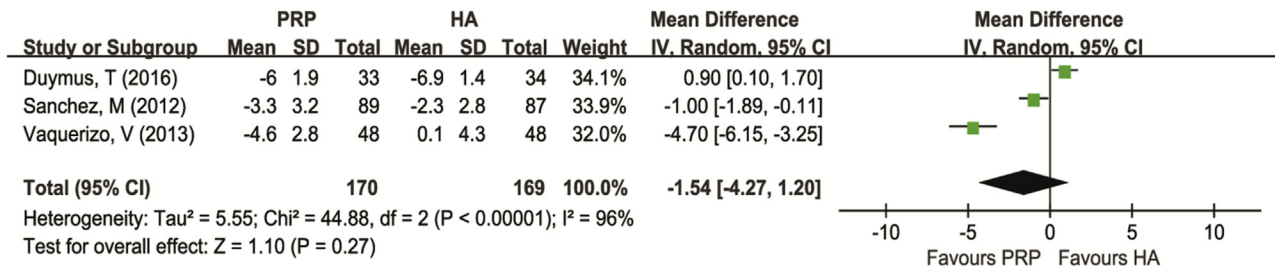 PRP HA Mean Difference Mean Difference
Study or Subgroup Mean SD Total Mean SD Total Weight IV, Random, 95% CI IV, Random, 95% CI
Duymus, T (2016) -6 1.9 33 -6.9 1.4 34 34.1% 0.90 [0.10, 1.70]
Sanchez, M (2012) -3.3 3.2 89 -2.3 2.8 87 33.9% -1.00 [-1.89, -0.11]
Vaquerizo, V (2013) -4.6 2.8 48 0.1 4.3 48 32.0% -4.70 [-6.15, -3.25]
Total (95% CI) 170 169 100.0% -1.54 [-4.27, 1.20]
Heterogeneity: Tau² = 5.55; Chi² = 44.88, df = 2 (P < 0.00001); I² = 96%
Test for overall effect: Z = 1.10 (P = 0.27)
-10 -5 0 5 10
Favours PRP Favours HA